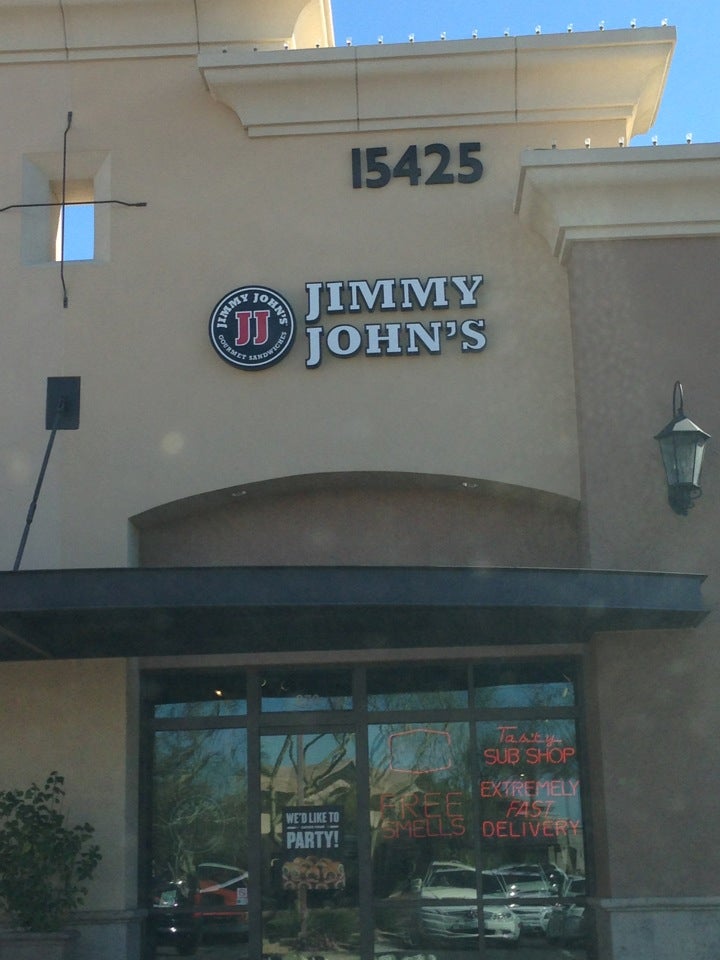 15425
JIMMY JOHN'S
JJ
GOURMET SANDWICHES
JIMMY
JOHN'S
Tasty
SUB SHOP
EXTREMELY
FAST
DELIVERY
FREE
SMELLS
WE'D LIKE TO
PARTY!